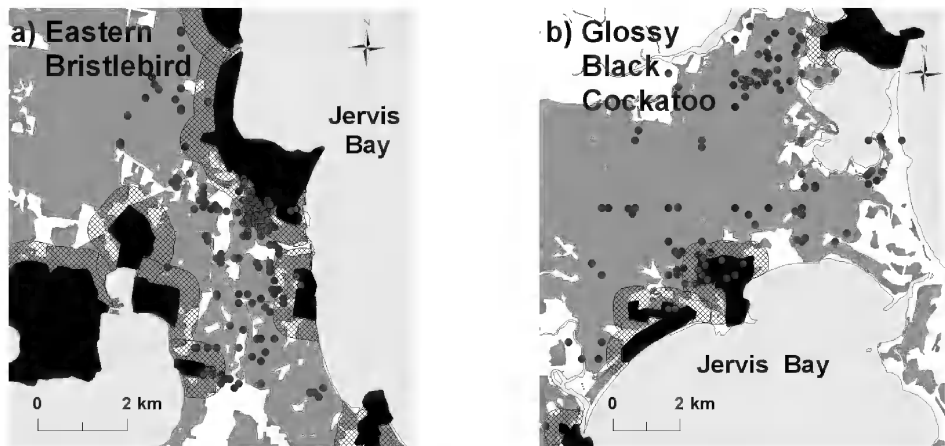 a) Eastern
Bristlebird
N
Jervis
Bay
0 2 km
b) Glossy
Black
Cockatoo
N
Jervis Bay
0 2 km